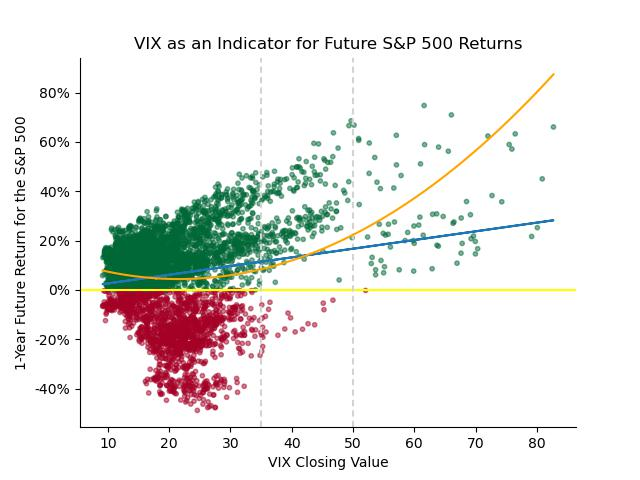 VIX as an Indicator for Future S&P 500 Returns
80%
60%
40%
20%
0%
-20%
-40%
1-Year Future Return for the S&P 500
10 20 30 40 50 60 70 80
VIX Closing Value